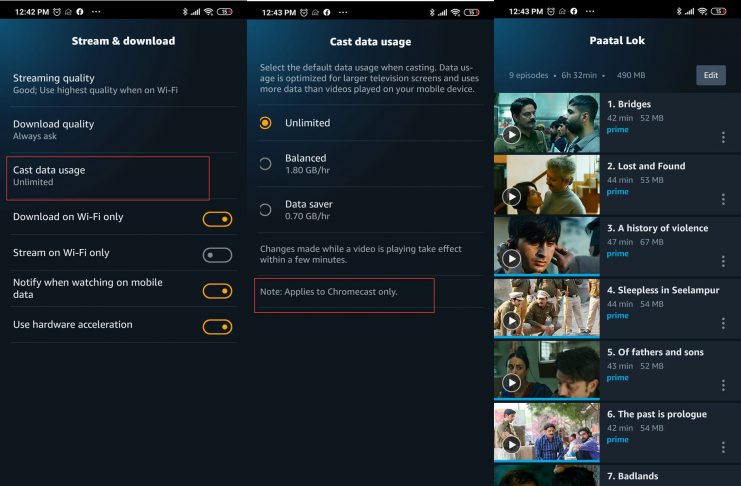 12:42 PM
15
Stream & download
Streaming quality
Good; Use highest quality when on Wi-Fi
Download quality
Always ask
Cast data usage
Unlimited
Download on Wi-Fi only
Stream on Wi-Fi only
Notify when watching on mobile
data
Use hardware acceleration
12:43 PM
15
Cast data usage
Select the default data usage when casting. Data us-
age is optimized for larger television screens and uses
more data than videos played on your mobile device.
Unlimited
Balanced
1.80 GB/hr
Data saver
0.70 GB/hr
Changes made while a video is playing take effect
within a few minutes.
Note: Applies to Chromecast only.
12:43 PM
15
Paatal Lok
9 episodes • 6h 32min • 490 MB
Edit
1. Bridges
42 min 52 MB
prime
2. Lost and Found
44 min 53 MB
prime
3. A history of violence
47 min 67 MB
prime
4. Sleepless in Seelampur
44 min 54 MB
prime
5. Of fathers and sons
43 min 52 MB
prime
6. The past is prologue
42 min 54 MB
prime
7. Badlands